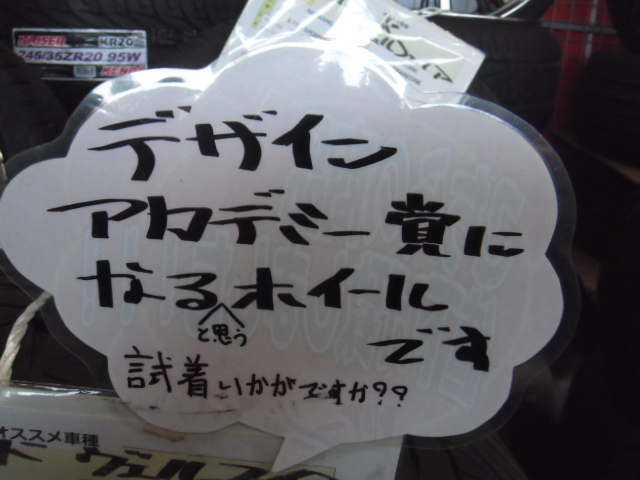 KAISER KR20
245/35ZR20 95W
KENDA
デザイン
アカデミー賞に
なるホイール
と思う
です
試着いかがですか??
オススメ車種